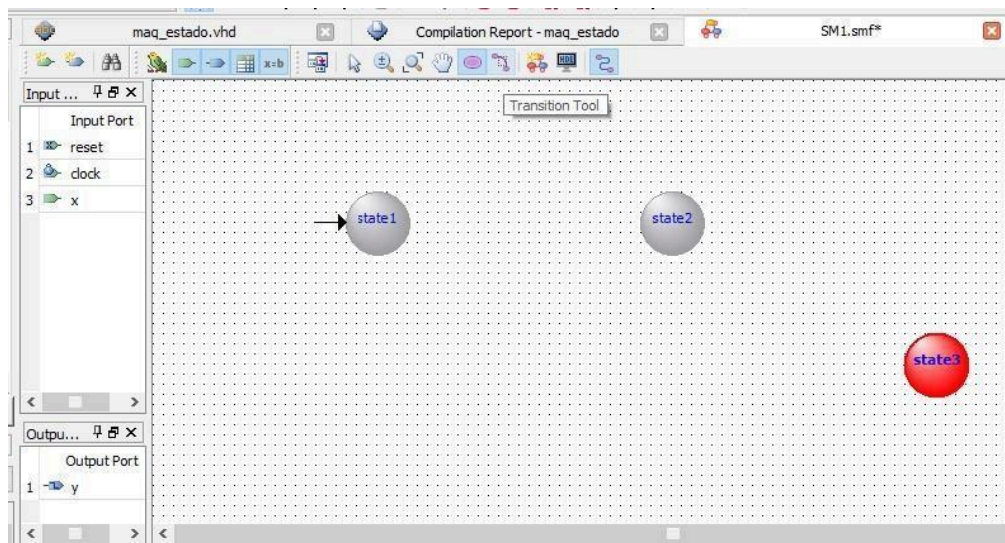 maq_estado.vhd
Compilation Report - maq_estado
SM1.smf*
x=b
HDL
Transition Tool
Input ...
Input Port
1 reset
2 clock
3 x
state1
state2
state3
Outpu...
Output Port
1 y